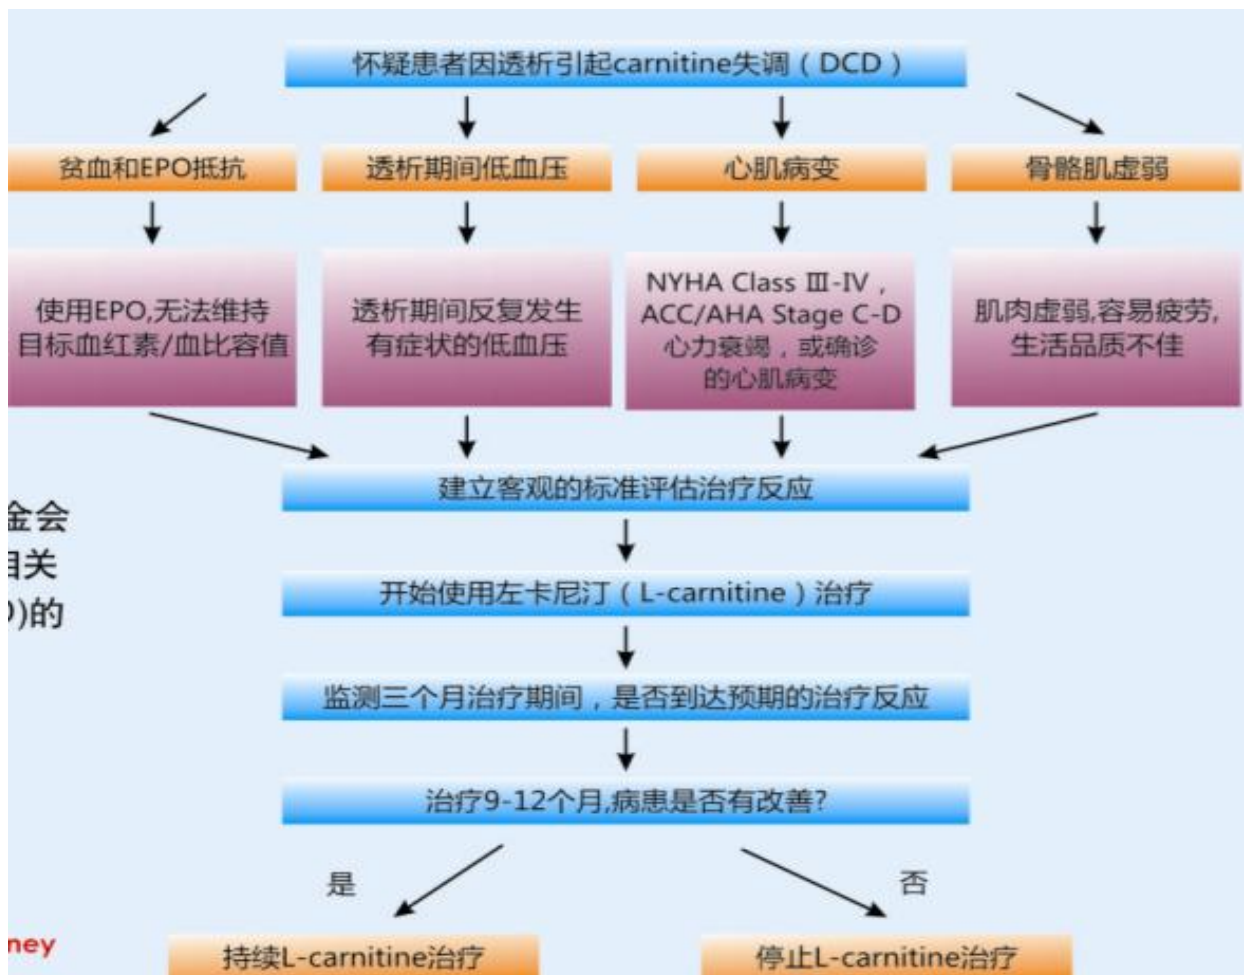 怀疑患者因透析引起carnitine失调（DCD）
贫血和EPO抵抗
透析期间低血压
心肌病变
骨骼肌虚弱
使用EPO,无法维持
目标血红素/血比容值
透析期间反复发生
有症状的低血压
NYHA Class Ⅲ-Ⅳ，
ACC/AHA Stage C-D
心力衰竭，或确诊
的心肌病变
肌肉虚弱,容易疲劳,
生活品质不佳
建立客观的标准评估治疗反应
金会
相关
)的
开始使用左卡尼汀（L-carnitine）治疗
监测三个月治疗期间，是否到达预期的治疗反应
治疗9-12个月,病患是否有改善?
是
否
ney
持续L-carnitine治疗
停止L-carnitine治疗